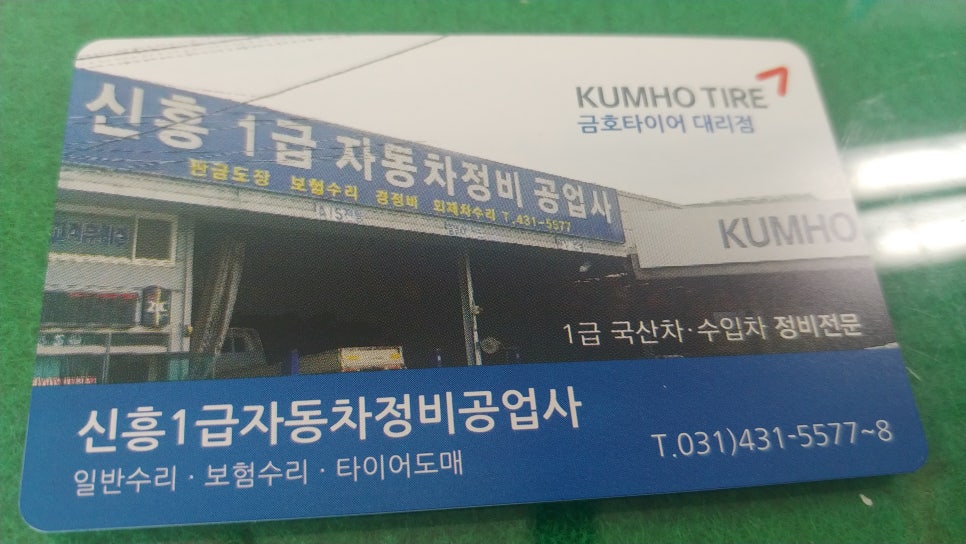 KUMHO TIRE
금호타이어 대리점
신흥 1급 자동차정비 공업사
판금도장 보험수리 경정비 외제차수리 T.431-5577
KUMHO
1급 국산차·수입차 정비전문
신흥1급자동차정비공업사
일반수리 · 보험수리 · 타이어도매
T.031)431-5577~8